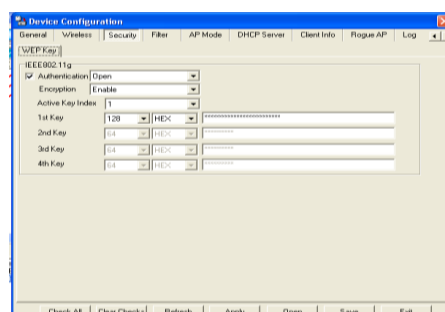 Device Configuration
General Wireless Security Filter AP Mode DHCP Server Client Info Rogue AP Log
WEP Key
IEEE802.11g
Authentication Open
Encryption Enable
Active Key Index 1
1st Key 128 HEX **************************
2nd Key 64 HEX **********
3rd Key 64 HEX **********
4th Key 64 HEX **********
Check All Clear Checks Refresh Apply Open Save Exit